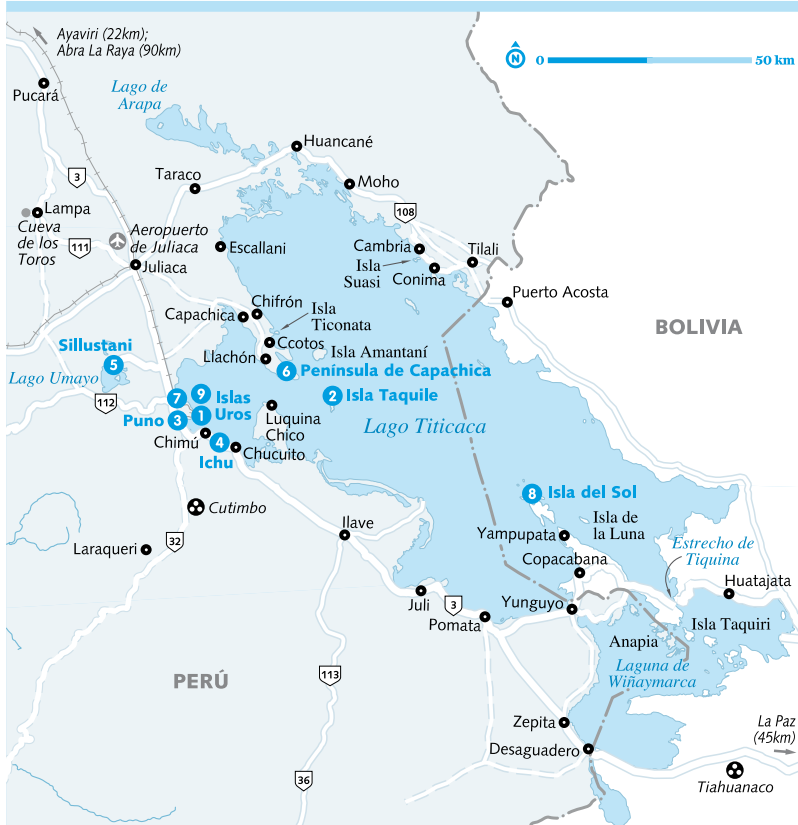 Ayaviri (22km);
Abra La Raya (90km)
N
0
50 km
Pucará
Lago de
Arapa
Huancané
3
Taraco
Moho
Lampa
108
Cueva
de los
Toros
111
Aeropuerto
de Juliaca
Escallani
Cambria
Tilali
Isla
Suasi
Conima
Juliaca
Puerto Acosta
Chifrón
Capachica
Isla
Ticonata
BOLIVIA
Sillustani
Ccotos
Isla Amantaní
Llachón
5
6
Península de Capachica
Lago Umayo
7
9
Islas
Uros
1
2
Isla Taquile
112
Puno
3
Luquina
Chico
Lago Titicaca
Chimú
4
Ichu
Chucuito
8
Isla del Sol
Cutimbo
Isla de
la Luna
Ilave
Yampupata
Estrecho de
Tiquina
32
Laraqueri
Copacabana
Huatajata
Juli
3
Yunguyo
Pomata
Isla Taquiri
Anapia
Laguna de
Wiñaymarca
PERÚ
113
La Paz
(45km)
Zepita
Desaguadero
36
Tiahuanaco